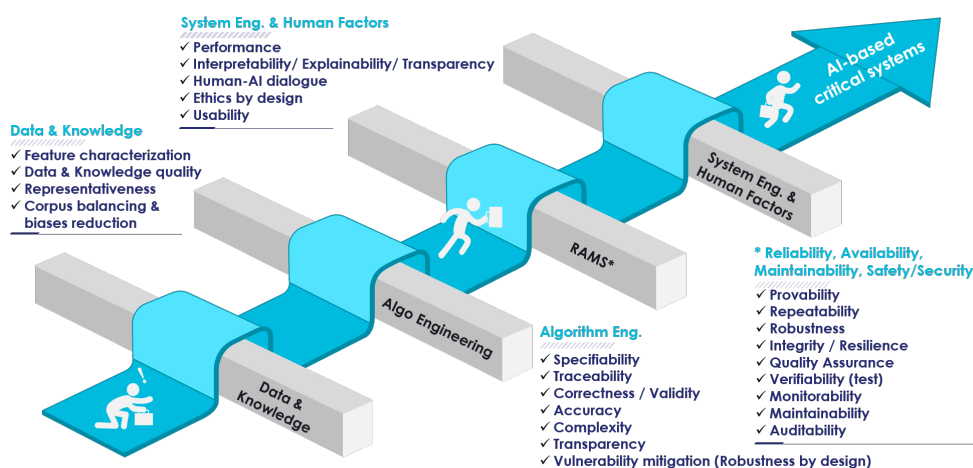 System Eng. & Human Factors
✓ Performance
✓ Interpretability/ Explainability/ Transparency
✓ Human-AI dialogue
✓ Ethics by design
✓ Usability
Data & Knowledge
✓ Feature characterization
✓ Data & Knowledge quality
✓ Representativeness
✓ Corpus balancing &
biases reduction
AI-based
critical systems
System Eng. &
Human Factors
RAMS*
Algo Engineering
Data &
Knowledge
!
Algorithm Eng.
✓ Specifiability
✓ Traceability
✓ Correctness / Validity
✓ Accuracy
✓ Complexity
✓ Transparency
✓ Vulnerability mitigation (Robustness by design)
* Reliability, Availability,
Maintainability, Safety/Security
✓ Provability
✓ Repeatability
✓ Robustness
✓ Integrity / Resilience
✓ Quality Assurance
✓ Verifiability (test)
✓ Monitorability
✓ Maintainability
✓ Auditability